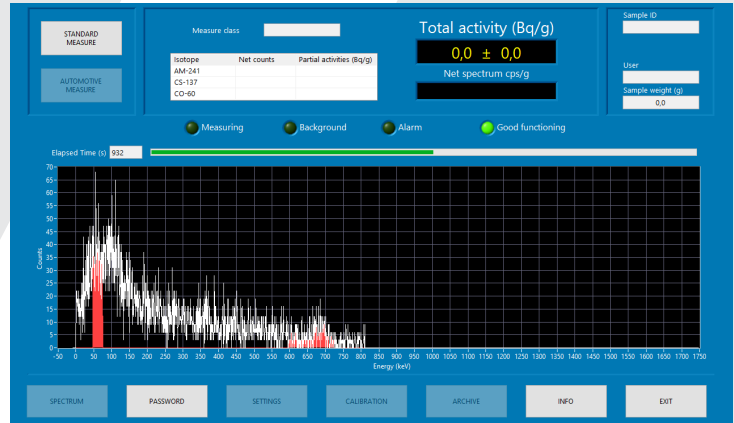 STANDARD
MEASURE
AUTOMOTIVE
MEASURE
Measure class
Isotope Net counts Partial activities (Bq/g)
AM-241
CS-137
CO-60
Total activity (Bq/g)
0,0 ± 0,0
Net spectrum cps/g
Sample ID
User
Sample weight (g)
0,0
Measuring Background Alarm Good functioning
Elapsed Time (s) 932
Counts
70
65
60
55
50
45
40
35
30
25
20
15
10
5
0
-50 0 50 100 150 200 250 300 350 400 450 500 550 600 650 700 750 800 850 900 950 1000 1050 1100 1150 1200 1250 1300 1350 1400 1450 1500 1550 1600 1650 1700 1750
Energy (keV)
SPECTRUM PASSWORD SETTINGS CALIBRATION ARCHIVE INFO EXIT